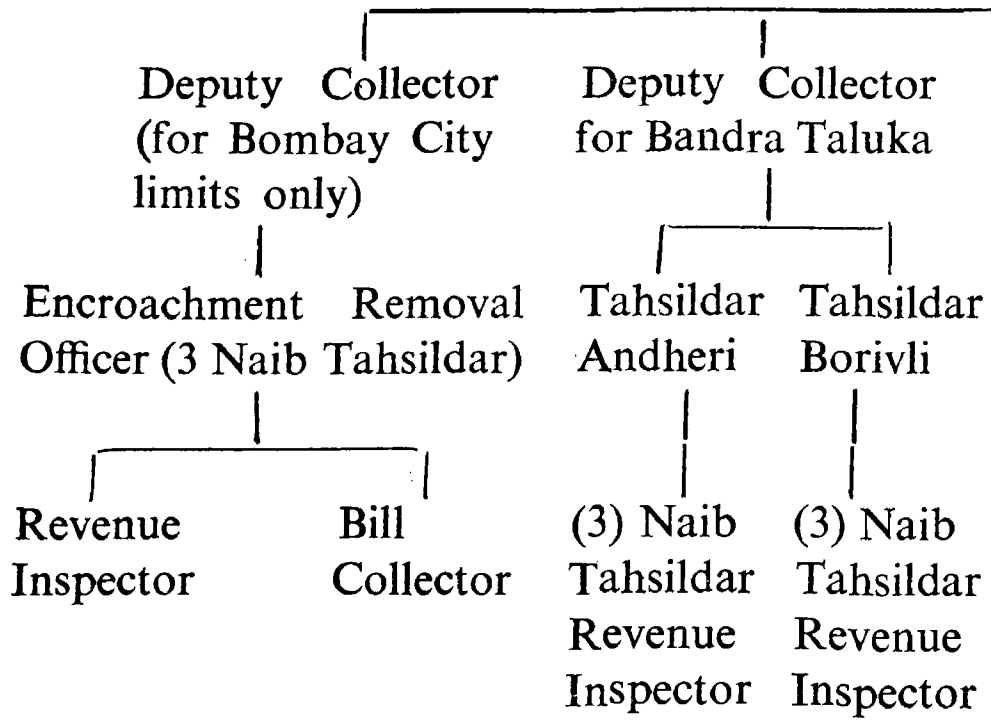 Deputy Collector
(for Bombay City
limits only)
Deputy Collector
for Bandra Taluka
Encroachment Removal
Officer (3 Naib Tahsildar)
Tahsildar
Andheri
Tahsildar
Borivli
Revenue
Inspector
Bill
Collector
(3) Naib
Tahsildar
Revenue
Inspector
(3) Naib
Tahsildar
Revenue
Inspector